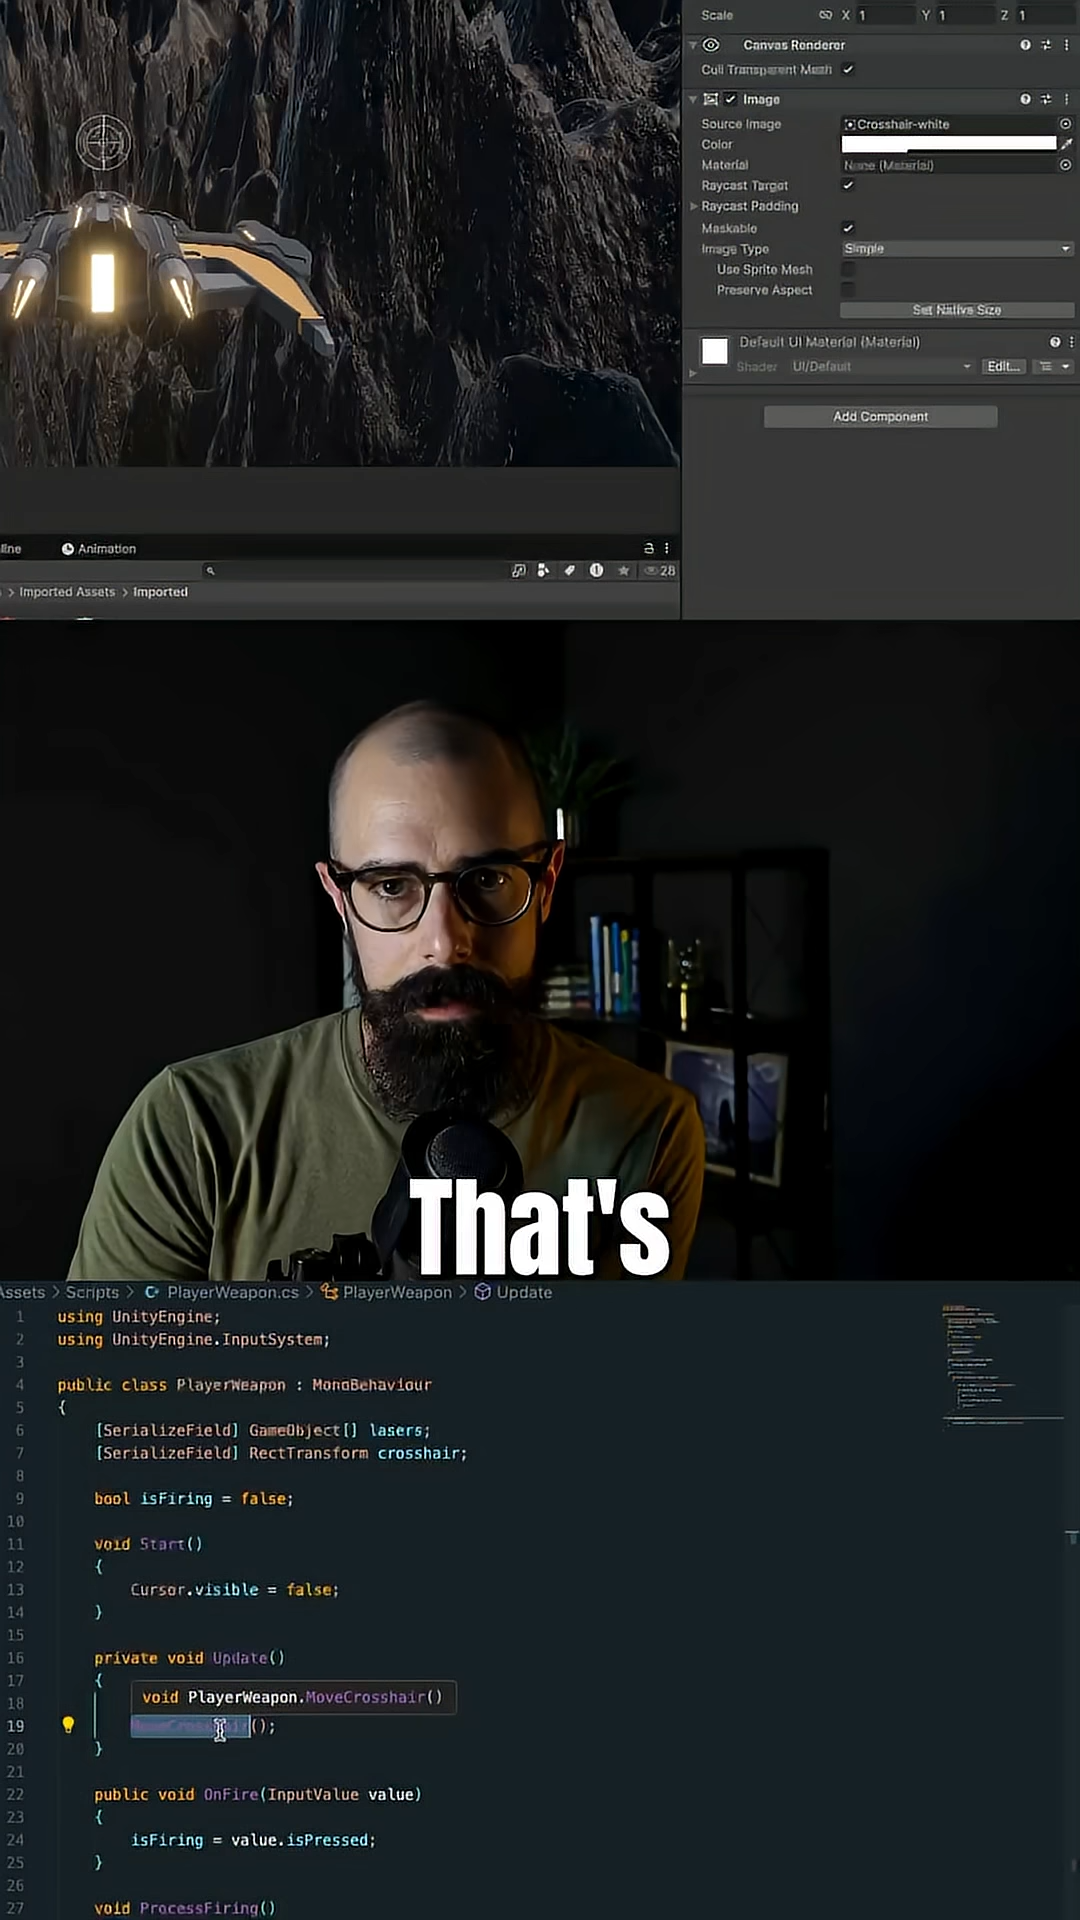 Scale X 1 Y 1 Z 1
Canvas Renderer
Cull Transparent Mesh
Image
Source Image Crosshair-white
Color
Material None (Material)
Raycast Target
Raycast Padding
Maskable
Image Type Simple
Use Sprite Mesh
Preserve Aspect
Set Native Size
Default UI Material (Material)
Shader UI/Default Edit...
Add Component
line Animation
28
> Imported Assets > Imported
That's
Assets > Scripts > PlayerWeapon.cs > PlayerWeapon > Update
1 using UnityEngine;
2 using UnityEngine.InputSystem;
3
4 public class PlayerWeapon : MonoBehaviour
5 {
6 [SerializeField] GameObject[] lasers;
7 [SerializeField] RectTransform crosshair;
8
9 bool isFiring = false;
10
11 void Start()
12 {
13 Cursor.visible = false;
14 }
15
16 private void Update()
17 {
void PlayerWeapon.MoveCrosshair()
18
19 MoveCrosshair();
20 }
21
22 public void OnFire(InputValue value)
23 {
24 isFiring = value.isPressed;
25 }
26
27 void ProcessFiring()